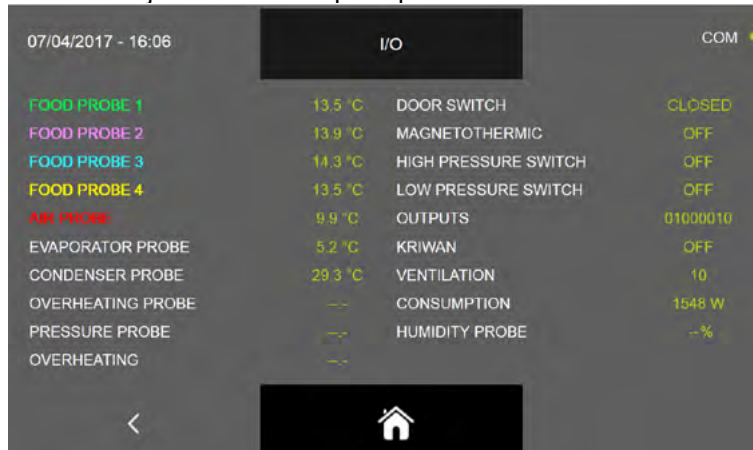 07/04/2017 - 16:06 I/O COM
FOOD PROBE 1 13.5 °C DOOR SWITCH CLOSED
FOOD PROBE 2 13.9 °C MAGNETOTHERMIC OFF
FOOD PROBE 3 14.3 °C HIGH PRESSURE SWITCH OFF
FOOD PROBE 4 13.5 °C LOW PRESSURE SWITCH OFF
AIR PROBE 9.9 °C OUTPUTS 01000010
EVAPORATOR PROBE 5.2 °C KRIWAN OFF
CONDENSER PROBE 29.3 °C VENTILATION 10
OVERHEATING PROBE --.- CONSUMPTION 1548 W
PRESSURE PROBE --.- HUMIDITY PROBE --%
OVERHEATING --.-